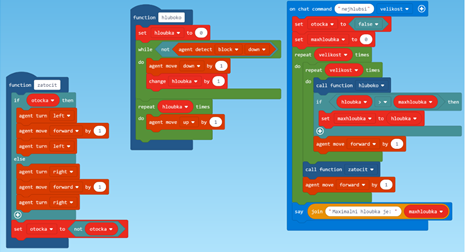 function hluboko
set hloubka to 0
while not agent detect block down
do agent move down by 1
change hloubka by 1
repeat hloubka times
do agent move up by 1
function zatocit
if otocka then
agent turn left
agent move forward by 1
agent turn left
else
agent turn right
agent move forward by 1
agent turn right
set otocka to not otocka
on chat command "nejhlubsi" velikost
set otocka to false
set maxhloubka to 0
repeat velikost times
do repeat velikost times
do call function hluboko
if hloubka > maxhloubka then
set maxhloubka to hloubka
agent move forward by 1
call function zatocit
agent move forward by 1
say join "Maximalni hloubka je: " maxhloubka